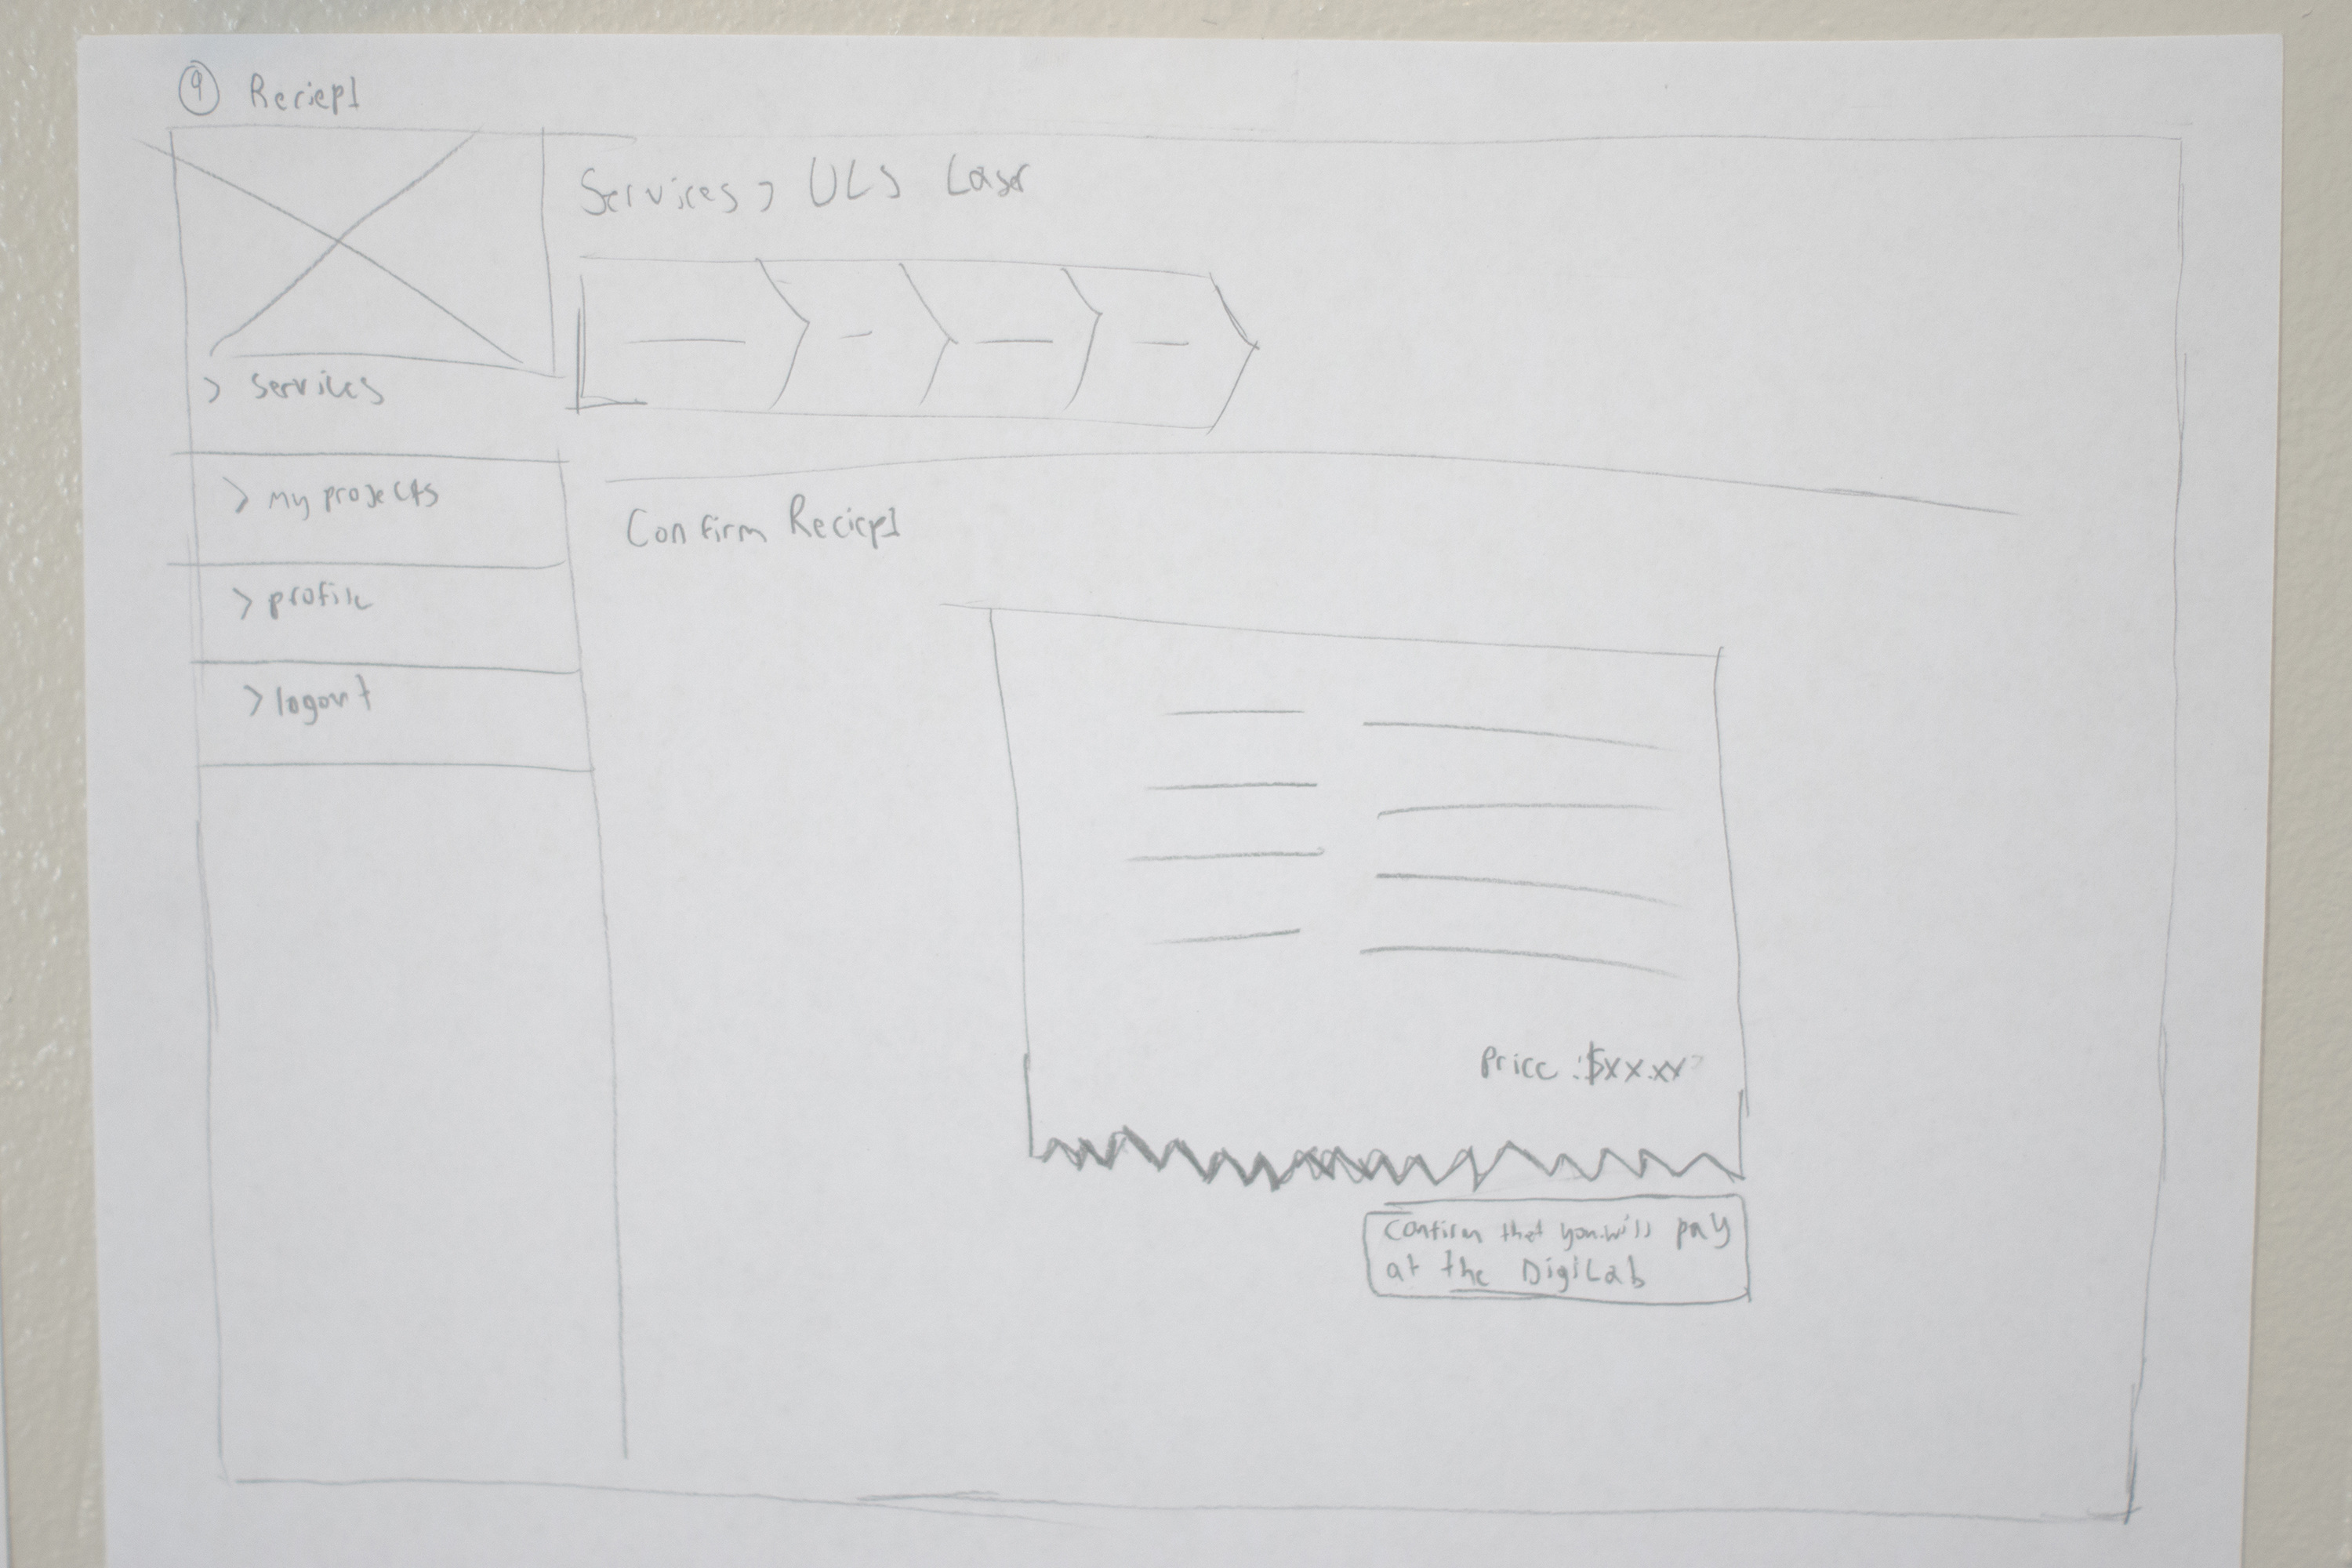 9 Reciept
Services > ULS Laser
> services
> My projects
> profile
> logout
Confirm Reciept
Price : $XX.XX
Confirm that you will pay
at the DigiLab